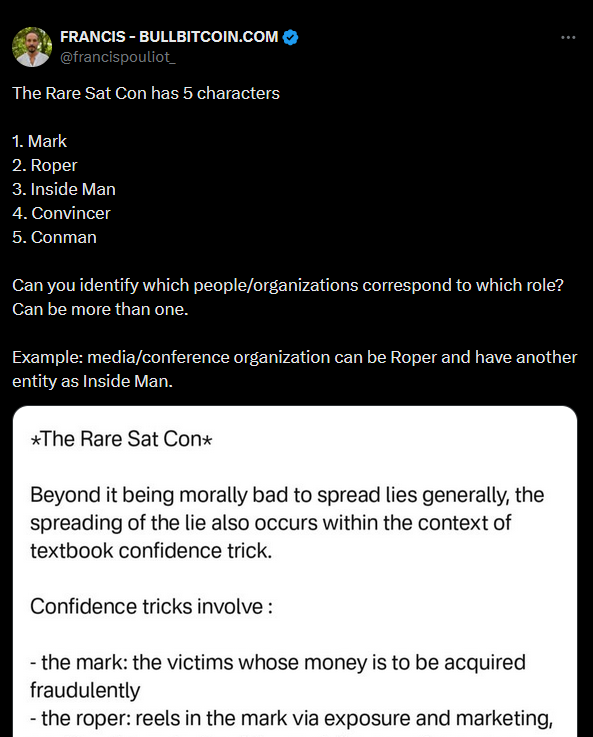 FRANCIS - BULLBITCOIN.COM
@francispouliot_
The Rare Sat Con has 5 characters
1. Mark
2. Roper
3. Inside Man
4. Convincer
5. Conman
Can you identify which people/organizations correspond to which role?
Can be more than one.
Example: media/conference organization can be Roper and have another
entity as Inside Man.
*The Rare Sat Con*
Beyond it being morally bad to spread lies generally, the
spreading of the lie also occurs within the context of
textbook confidence trick.
Confidence tricks involve :
- the mark: the victims whose money is to be acquired
fraudulently
- the roper: reels in the mark via exposure and marketing,